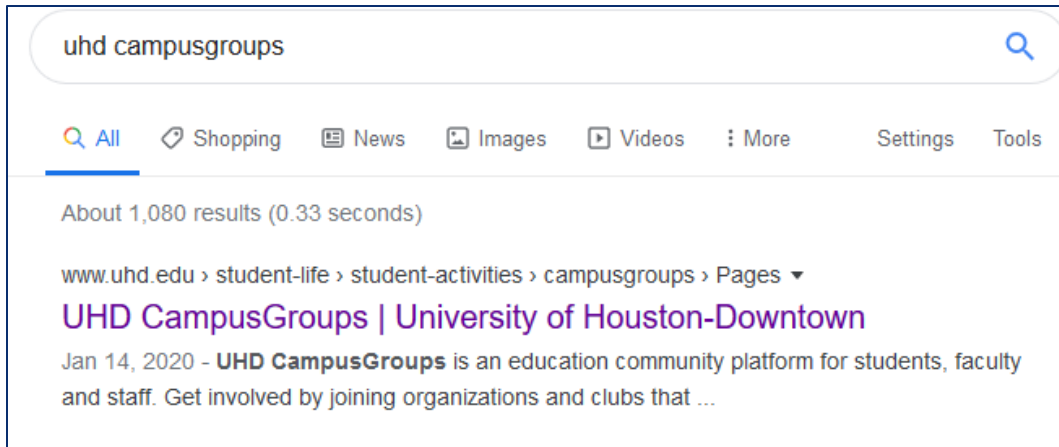 uhd campusgroups
All Shopping News Images Videos More Settings Tools
About 1,080 results (0.33 seconds)
www.uhd.edu › student-life › student-activities › campusgroups › Pages
UHD CampusGroups | University of Houston-Downtown
Jan 14, 2020 - UHD CampusGroups is an education community platform for students, faculty
and staff. Get involved by joining organizations and clubs that ...